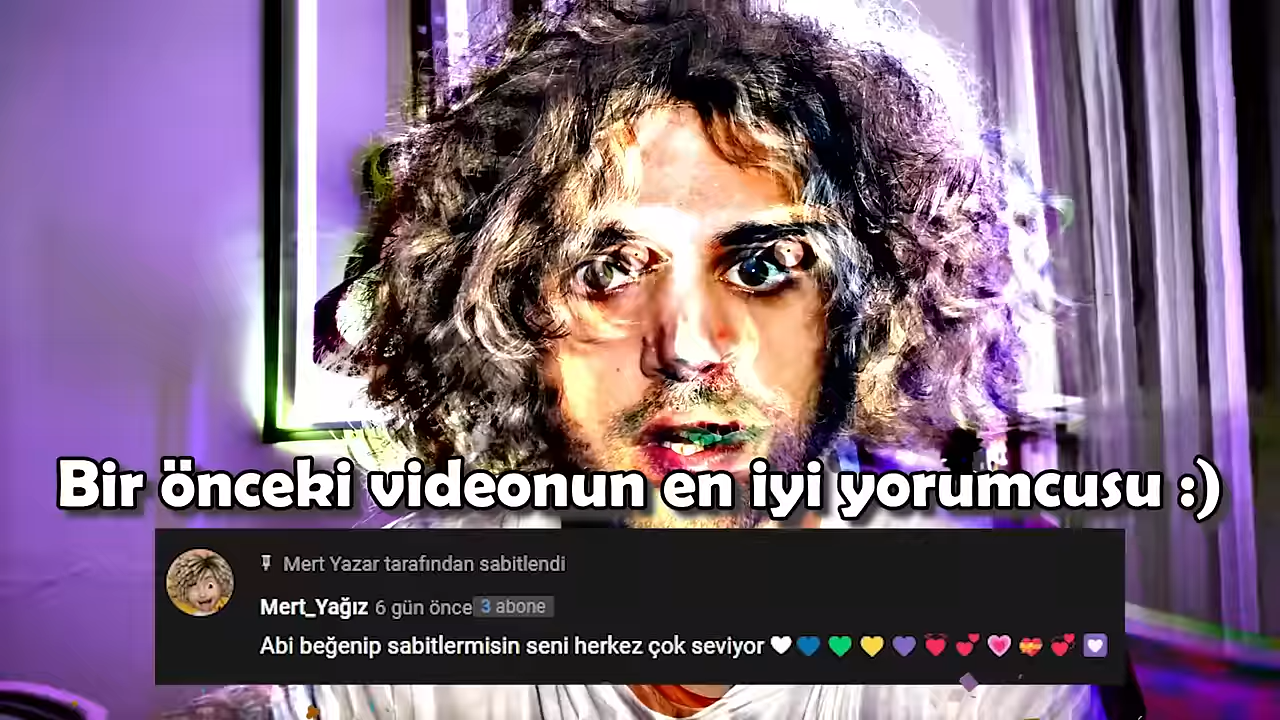 Bir önceki videonun en iyi yorumcusu :)
Mert Yazar tarafından sabitlendi
Mert_Yağız 6 gün önce 3 abone
Abi beğenip sabitlermisin seni herkez çok seviyor 🤍💙💚💛💜💓💕💗💝💞💟